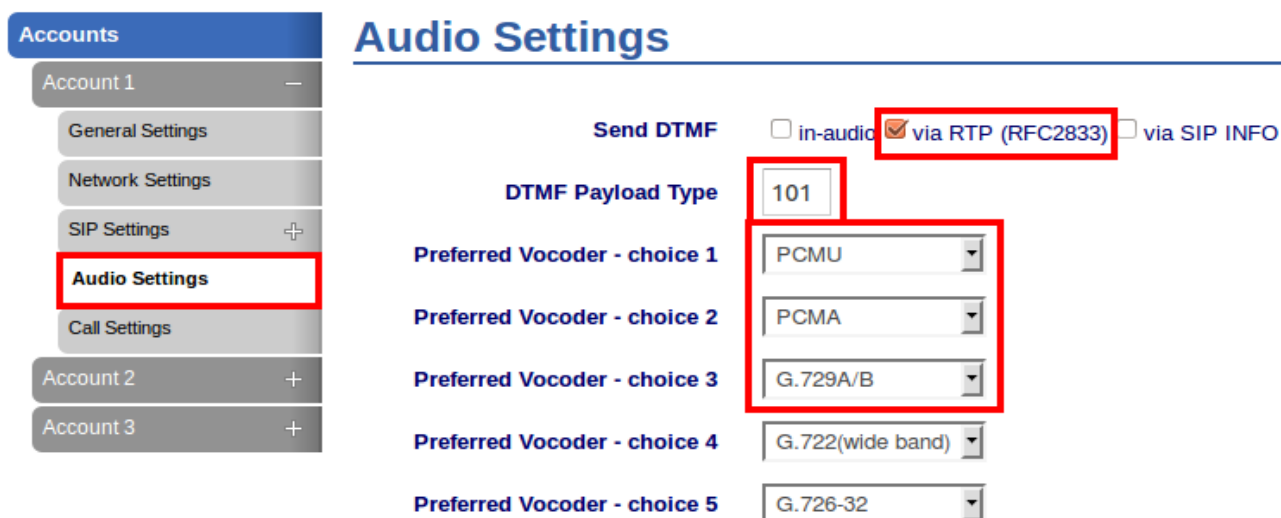 Accounts
Account 1
General Settings
Network Settings
SIP Settings
Audio Settings
Call Settings
Account 2
Account 3
Audio Settings
Send DTMF in-audio via RTP (RFC2833) via SIP INFO
DTMF Payload Type 101
Preferred Vocoder - choice 1 PCMU
Preferred Vocoder - choice 2 PCMA
Preferred Vocoder - choice 3 G.729A/B
Preferred Vocoder - choice 4 G.722(wide band)
Preferred Vocoder - choice 5 G.726-32